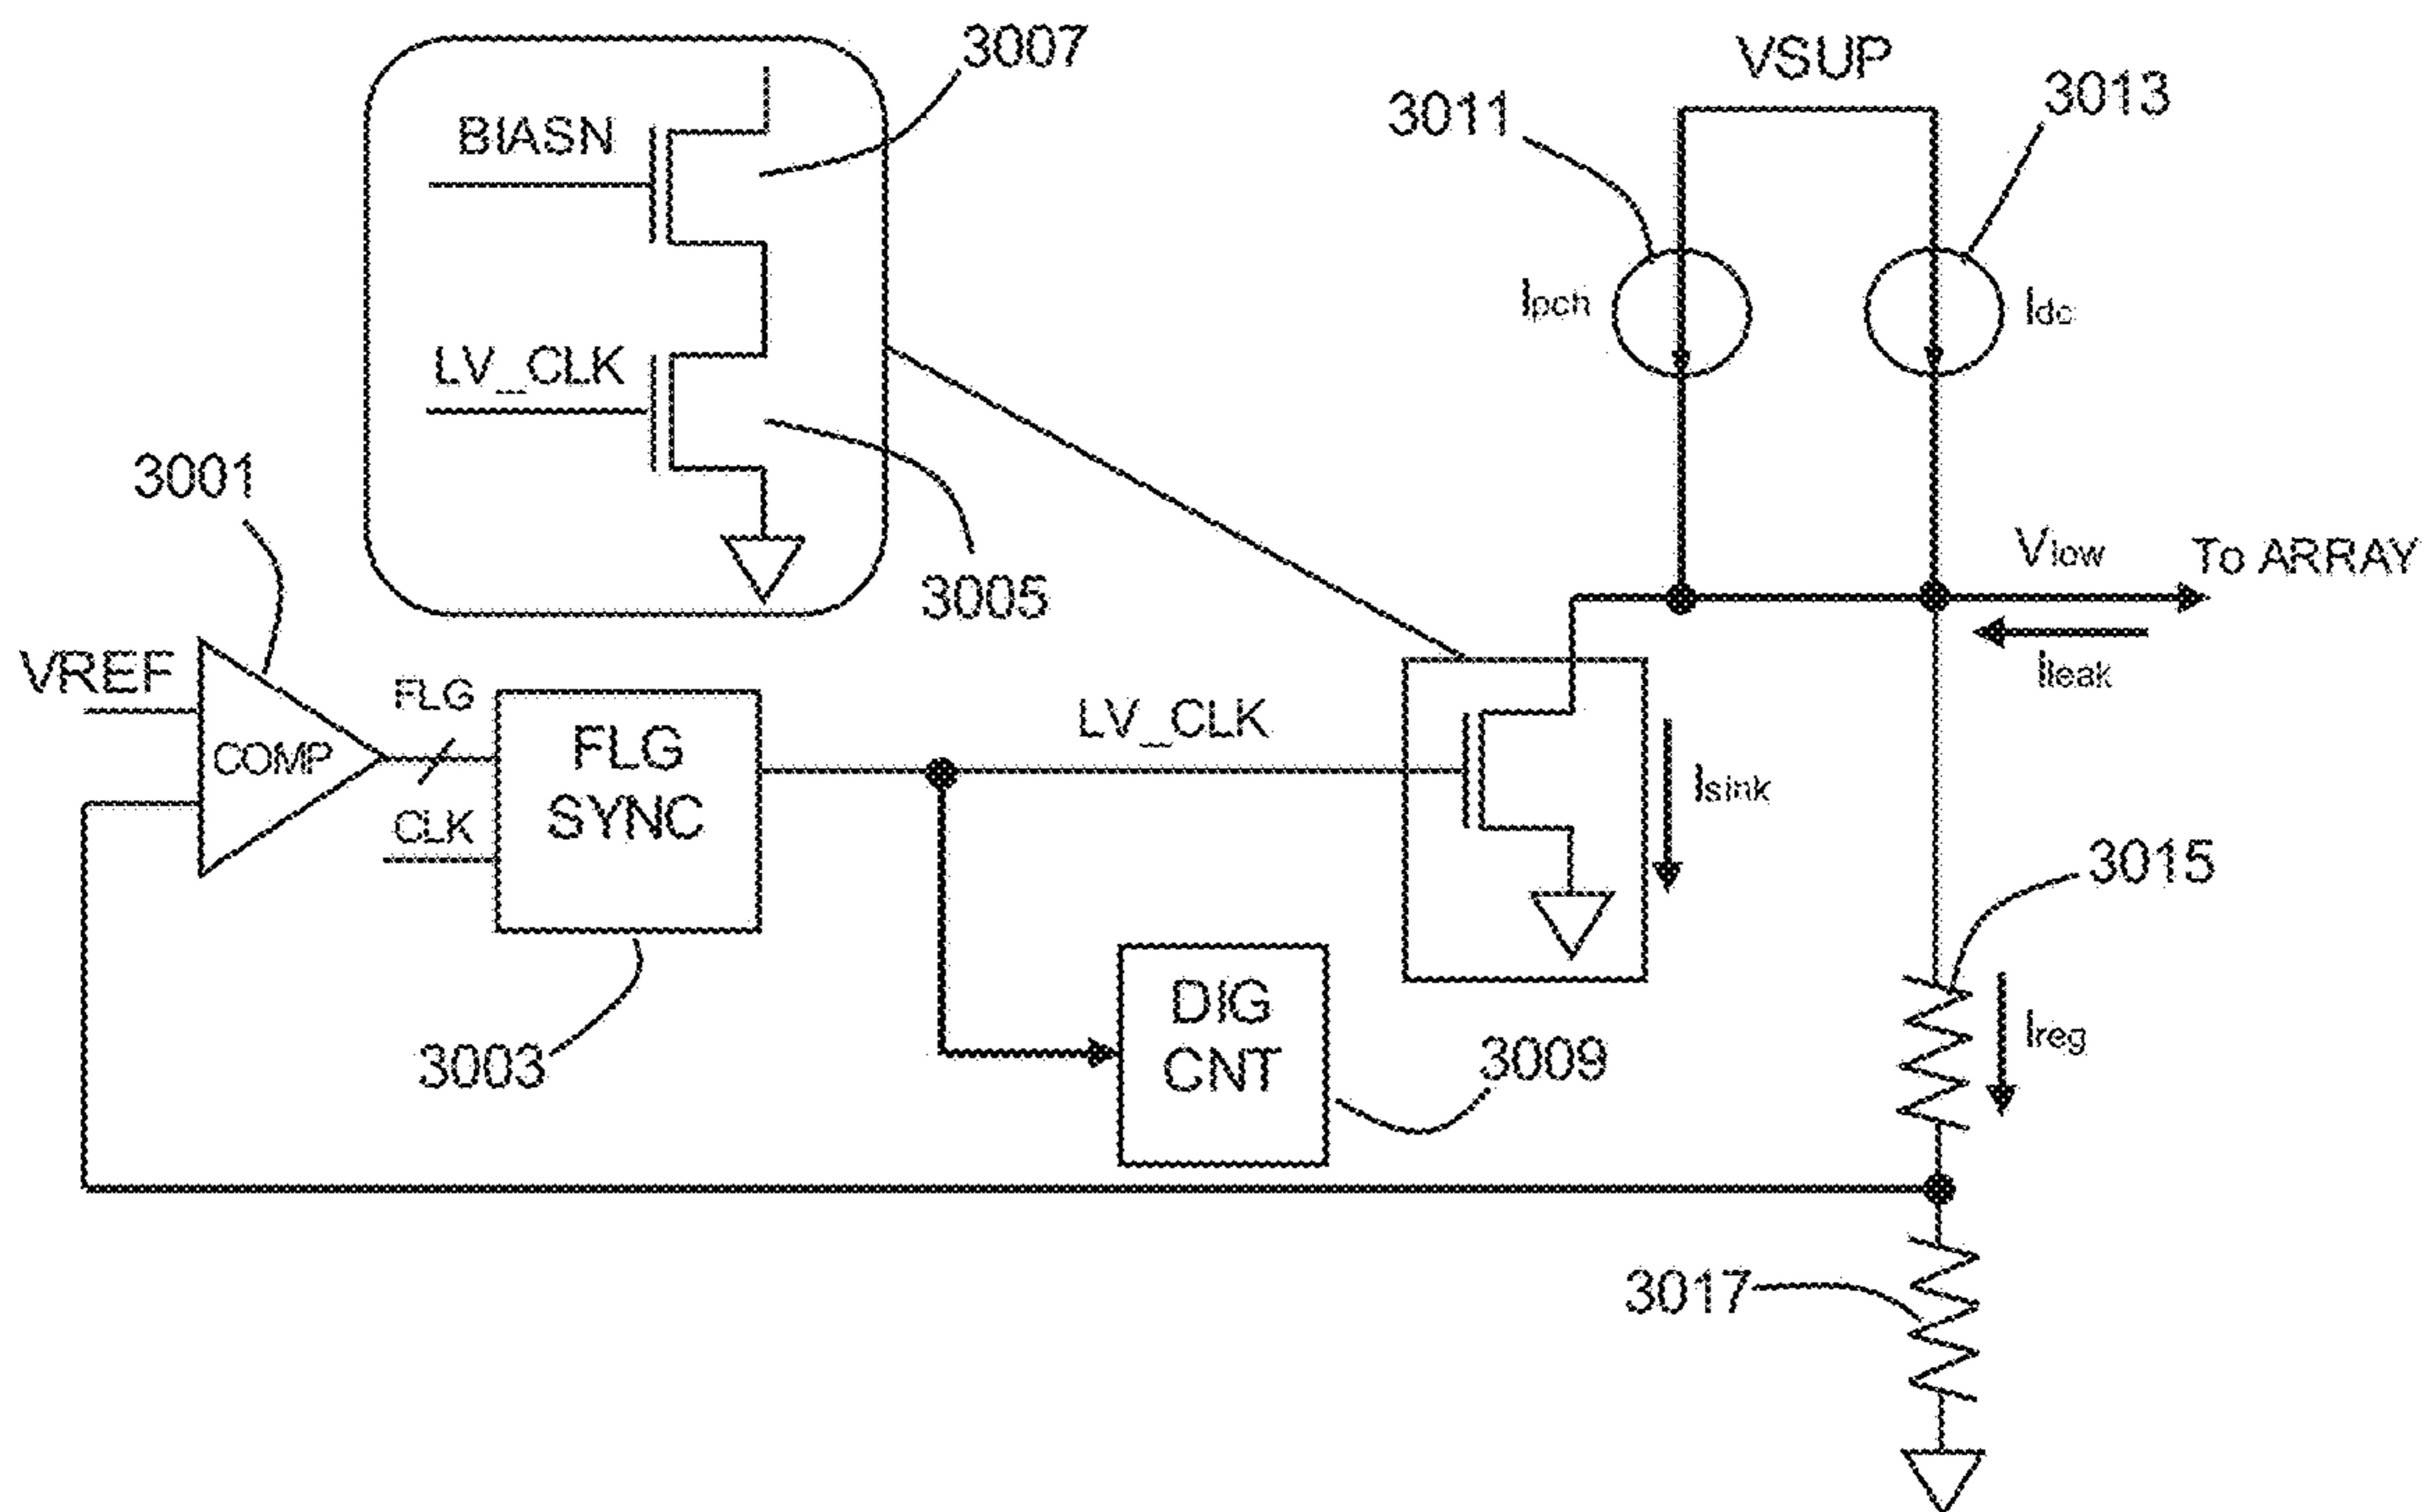 3007
VSUP
BIASN
3011
3013
Ipch
Idc
LV_CLK
3001
3005
Vlow
To ARRAY
Ileak
VREF
FLG
COMP
CLK
FLG
SYNC
LV_CLK
Isink
3015
3003
DIG
CNT
3009
Ireg
3017